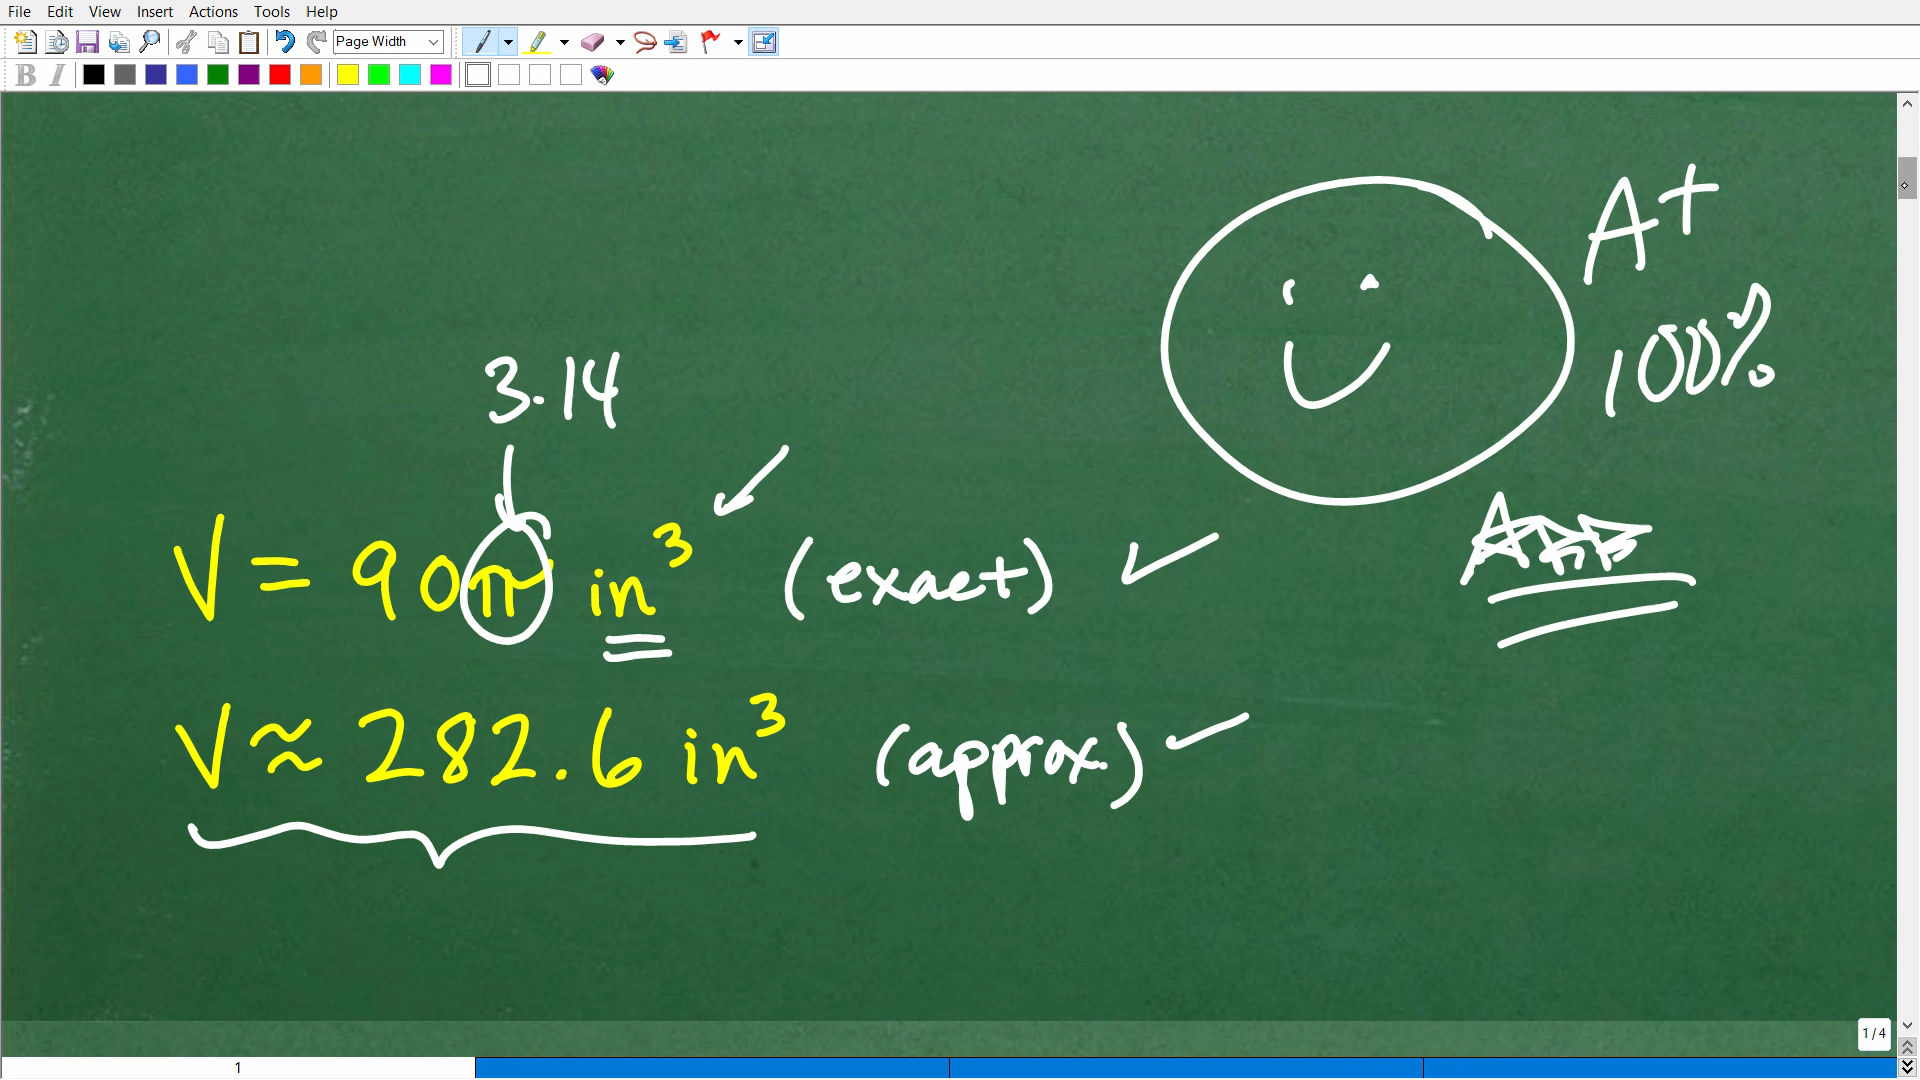 File Edit View Insert Actions Tools Help
Page Width
B I
A+
100%
3.14
V = 90π in³ (exact)
V ≈ 282.6 in³ (approx.)
1 / 4
1